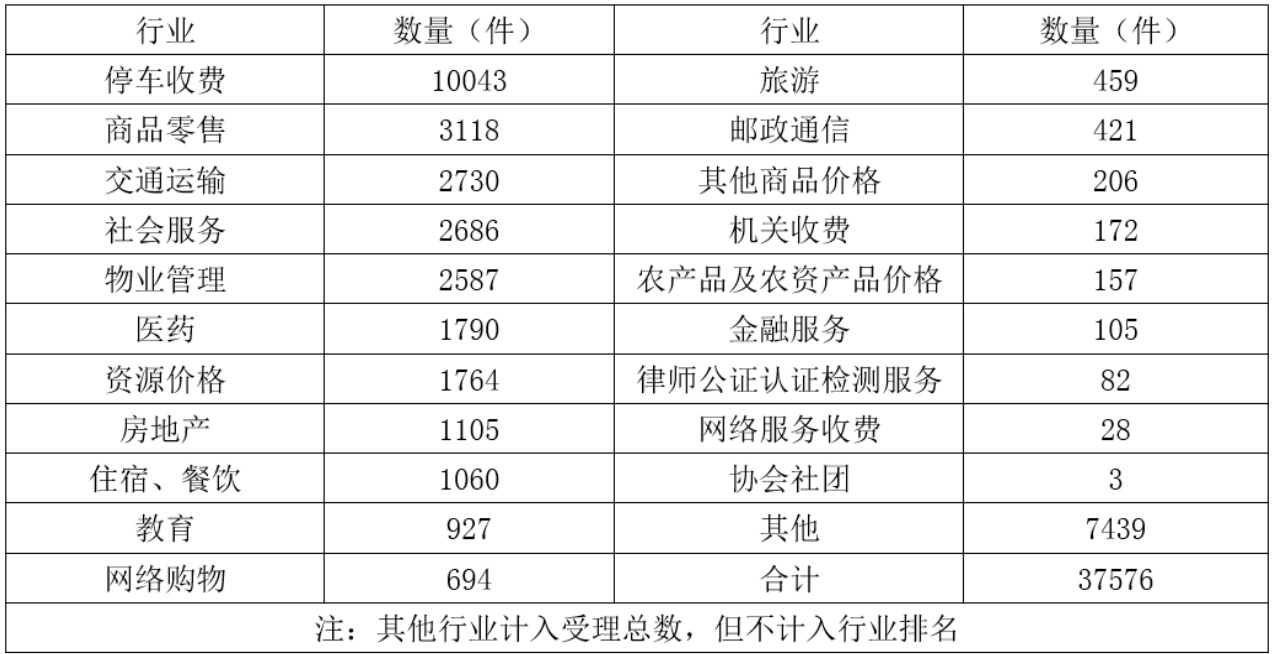 行业 数量（件） 行业 数量（件）
停车收费 10043 旅游 459
商品零售 3118 邮政通信 421
交通运输 2730 其他商品价格 206
社会服务 2686 机关收费 172
物业管理 2587 农产品及农资产品价格 157
医药 1790 金融服务 105
资源价格 1764 律师公证认证检测服务 82
房地产 1105 网络服务收费 28
住宿、餐饮 1060 协会社团 3
教育 927 其他 7439
网络购物 694 合计 37576
注：其他行业计入受理总数，但不计入行业排名